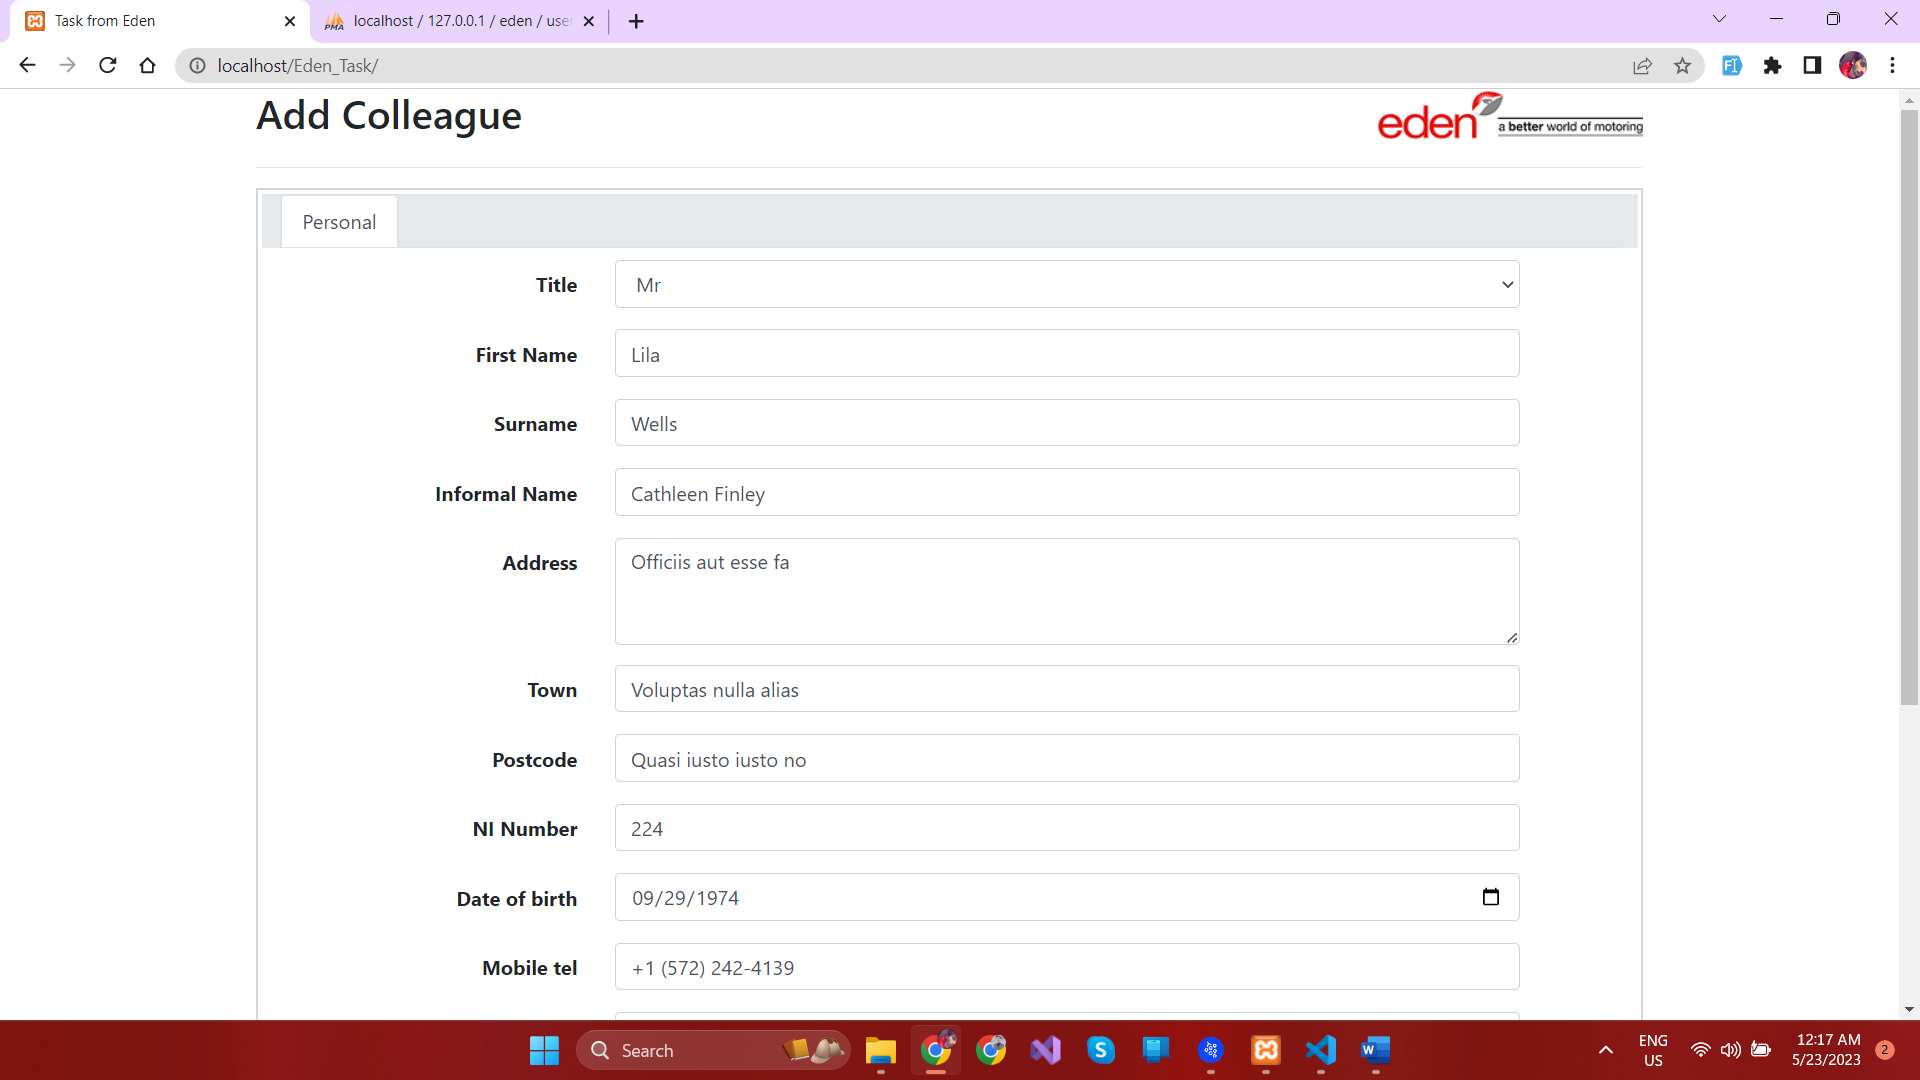 Task from Eden
localhost / 127.0.0.1 / eden / use
localhost/Eden_Task/
Add Colleague
eden a better world of motoring
Personal
Title Mr
First Name Lila
Surname Wells
Informal Name Cathleen Finley
Address Officiis aut esse fa
Town Voluptas nulla alias
Postcode Quasi iusto iusto no
NI Number 224
Date of birth 09/29/1974
Mobile tel +1 (572) 242-4139
Search
ENG
US
12:17 AM
5/23/2023
2